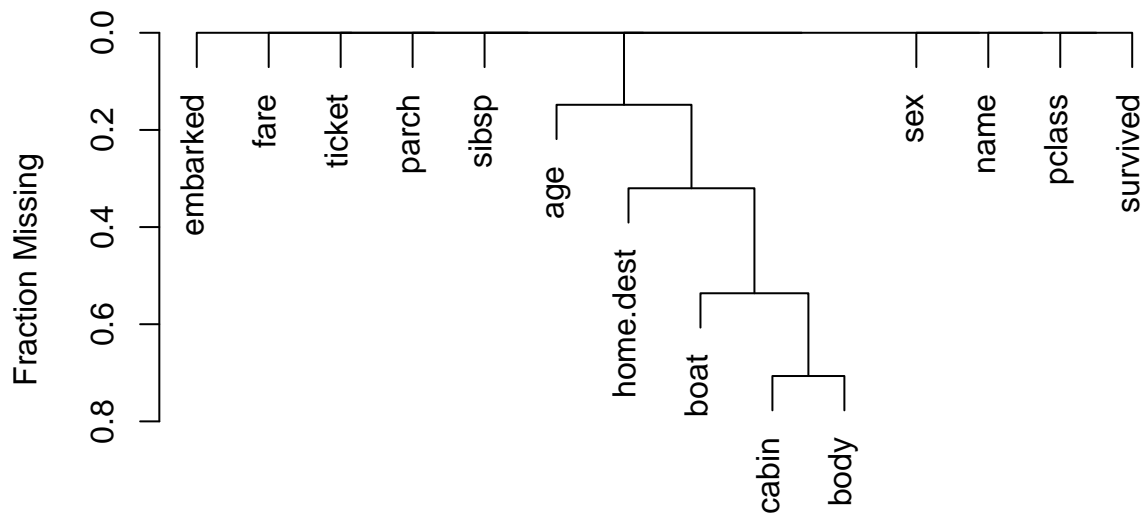 Fraction Missing
0.0
0.2
0.4
0.6
0.8
embarked
fare
ticket
parch
sibsp
age
home.dest
boat
cabin
body
sex
name
pclass
survived